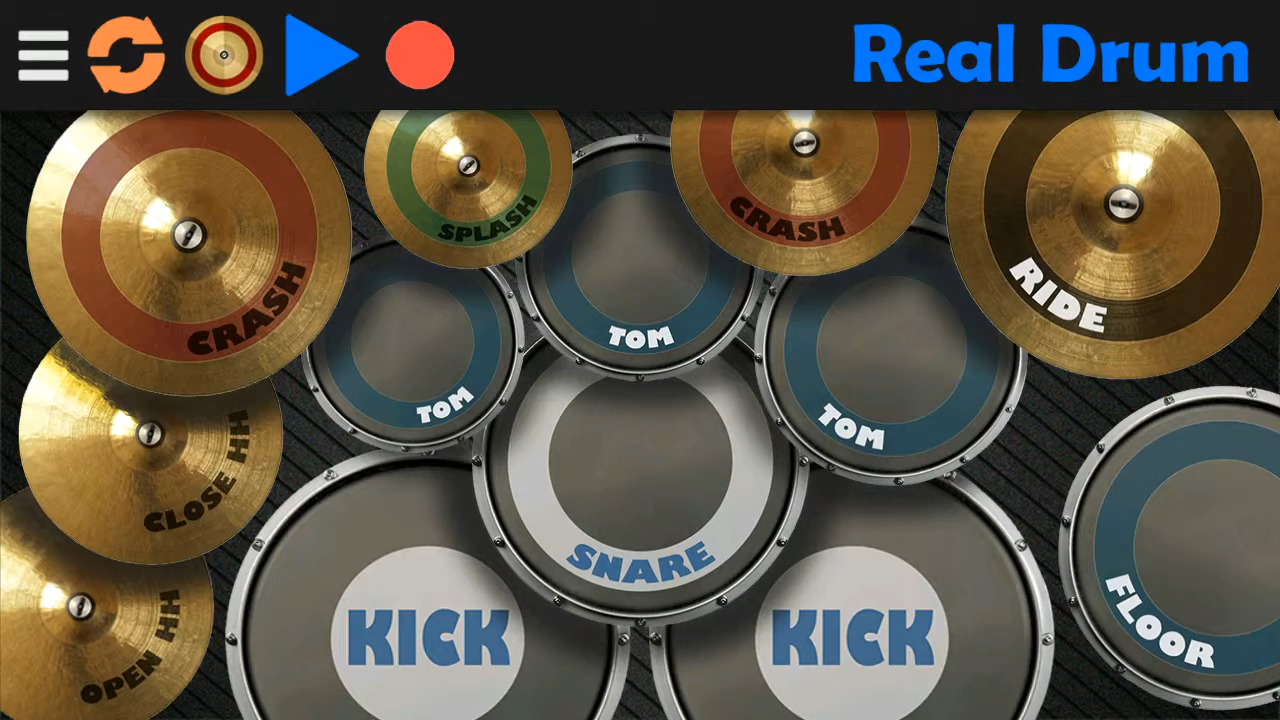 Real Drum
CRASH
SPLASH
CRASH
RIDE
TOM
TOM
TOM
CLOSE HH
SNARE
OPEN HH
KICK
KICK
FLOOR